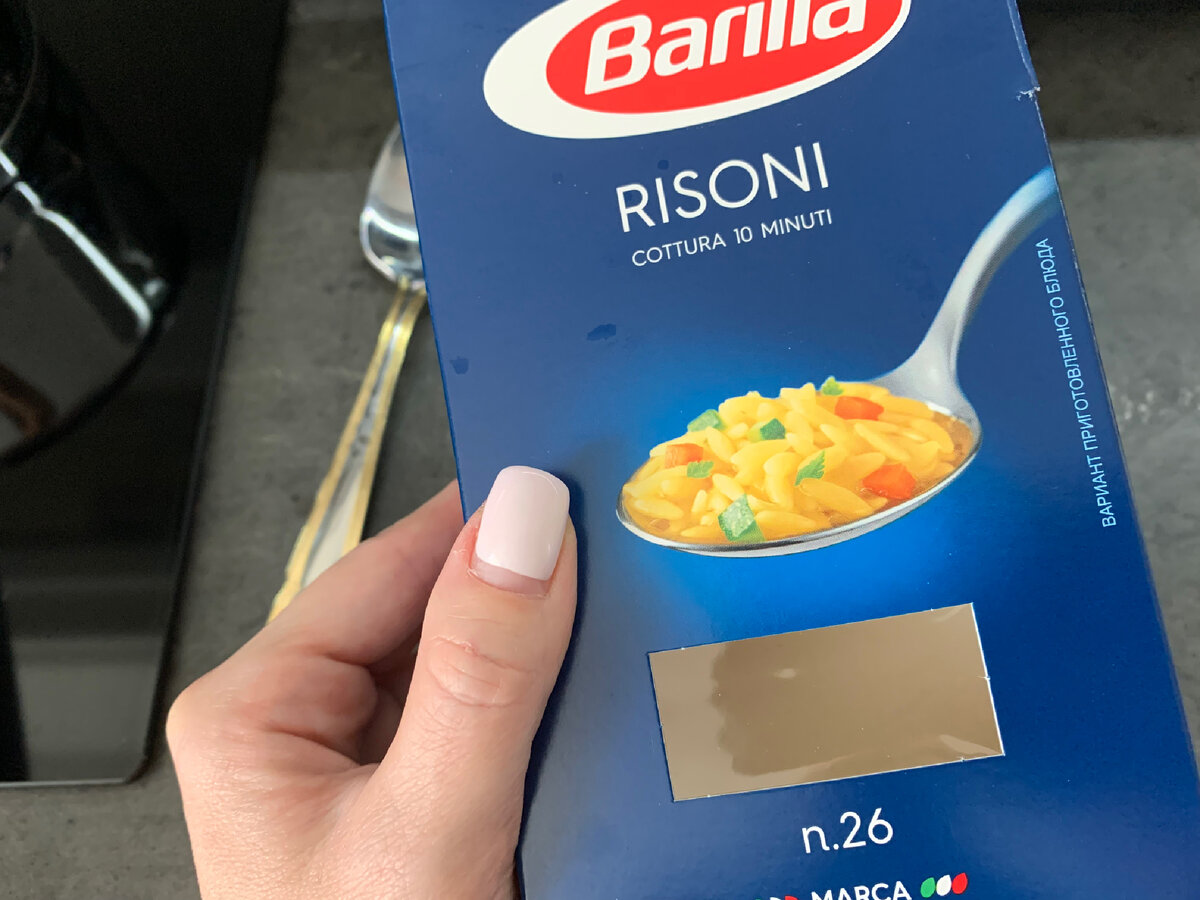 Barilla
RISONI
COTTURA 10 MINUTI
ВАРИАНТ ПРИГОТОВЛЕННОГО БЛЮДА
n.26
MARCA